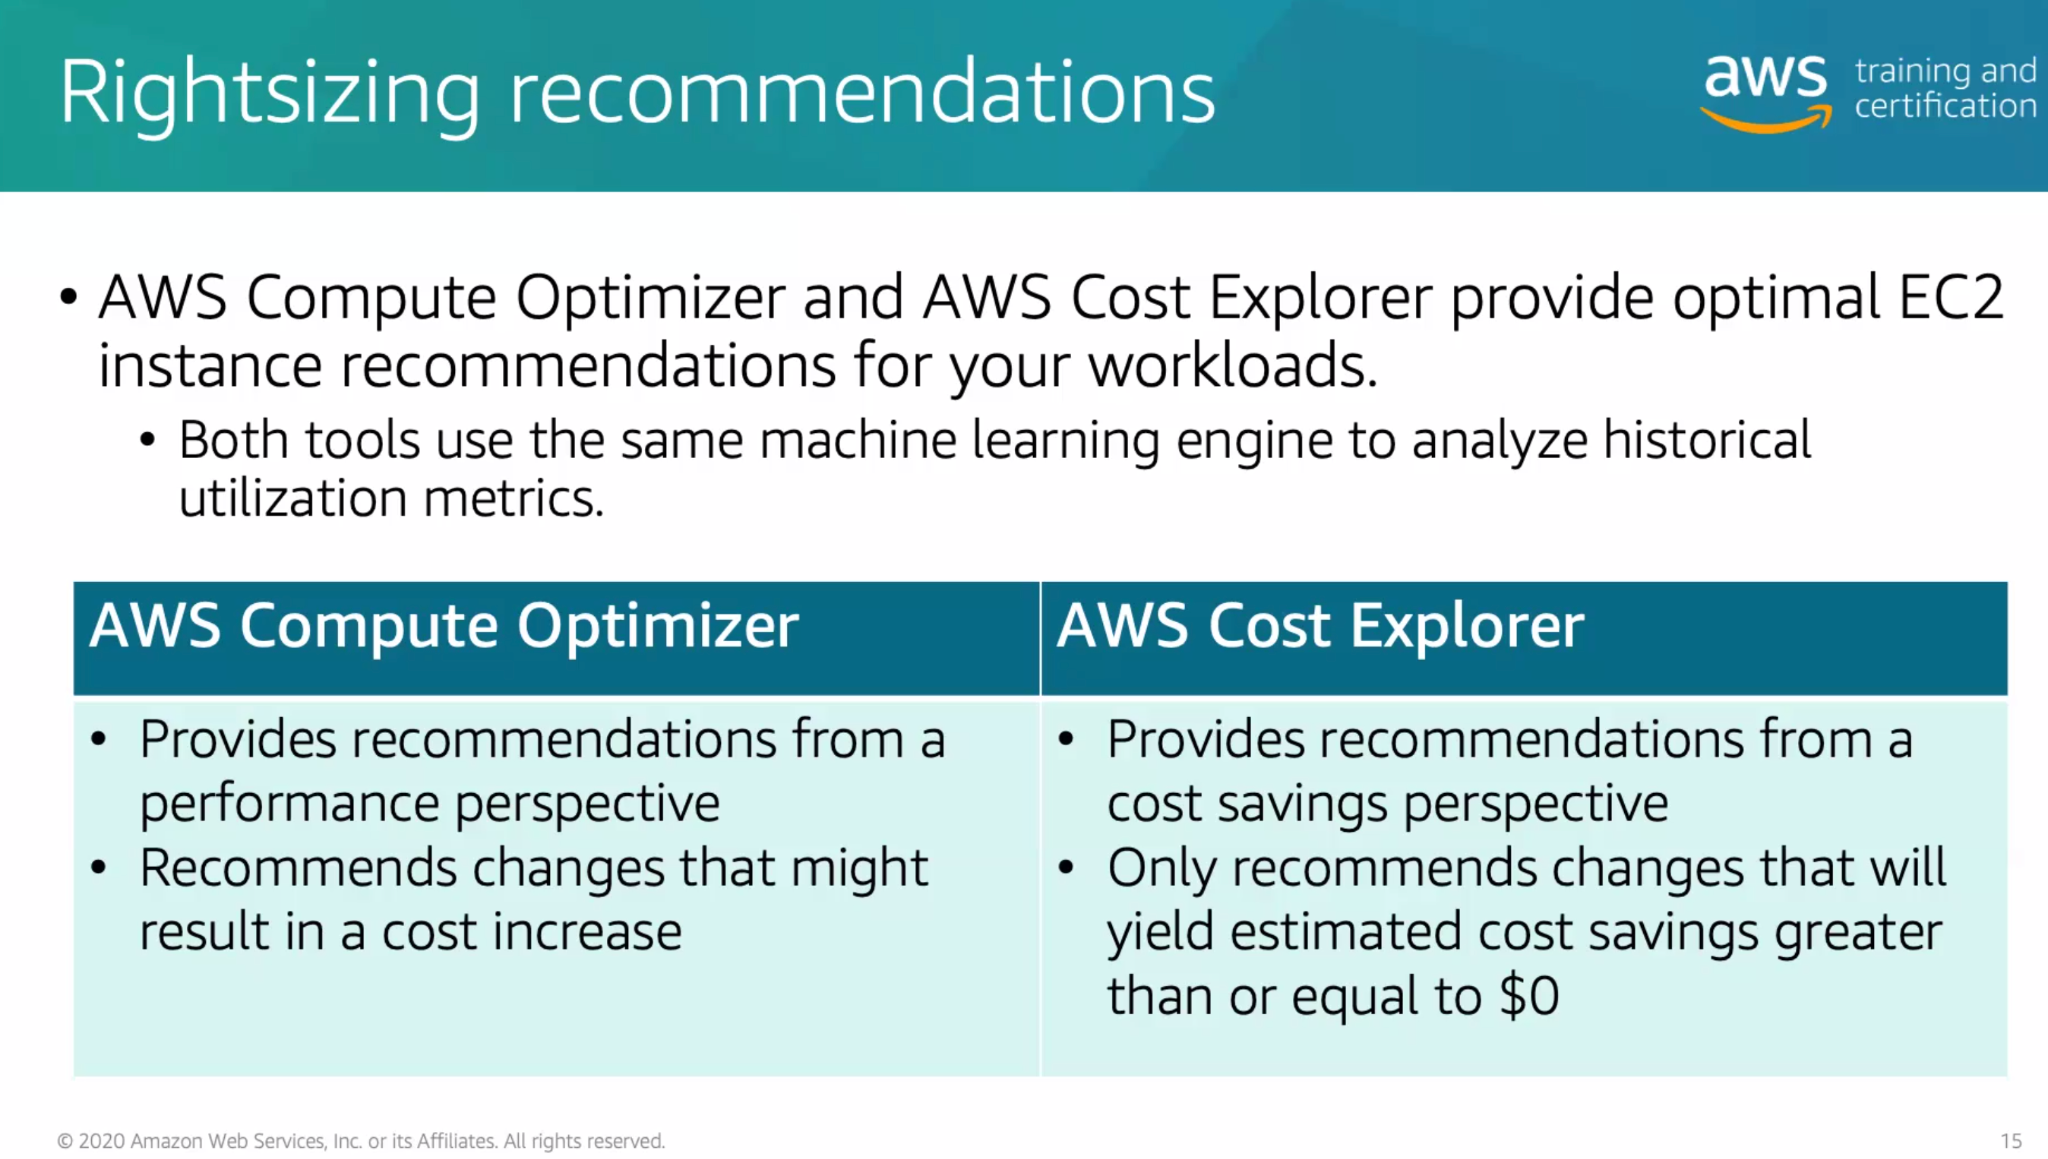 Rightsizing recommendations
aws training and
certification
• AWS Compute Optimizer and AWS Cost Explorer provide optimal EC2
instance recommendations for your workloads.
• Both tools use the same machine learning engine to analyze historical
utilization metrics.
AWS Compute Optimizer
• Provides recommendations from a
performance perspective
• Recommends changes that might
result in a cost increase
AWS Cost Explorer
• Provides recommendations from a
cost savings perspective
• Only recommends changes that will
yield estimated cost savings greater
than or equal to $0
© 2020 Amazon Web Services, Inc. or its Affiliates. All rights reserved.
15